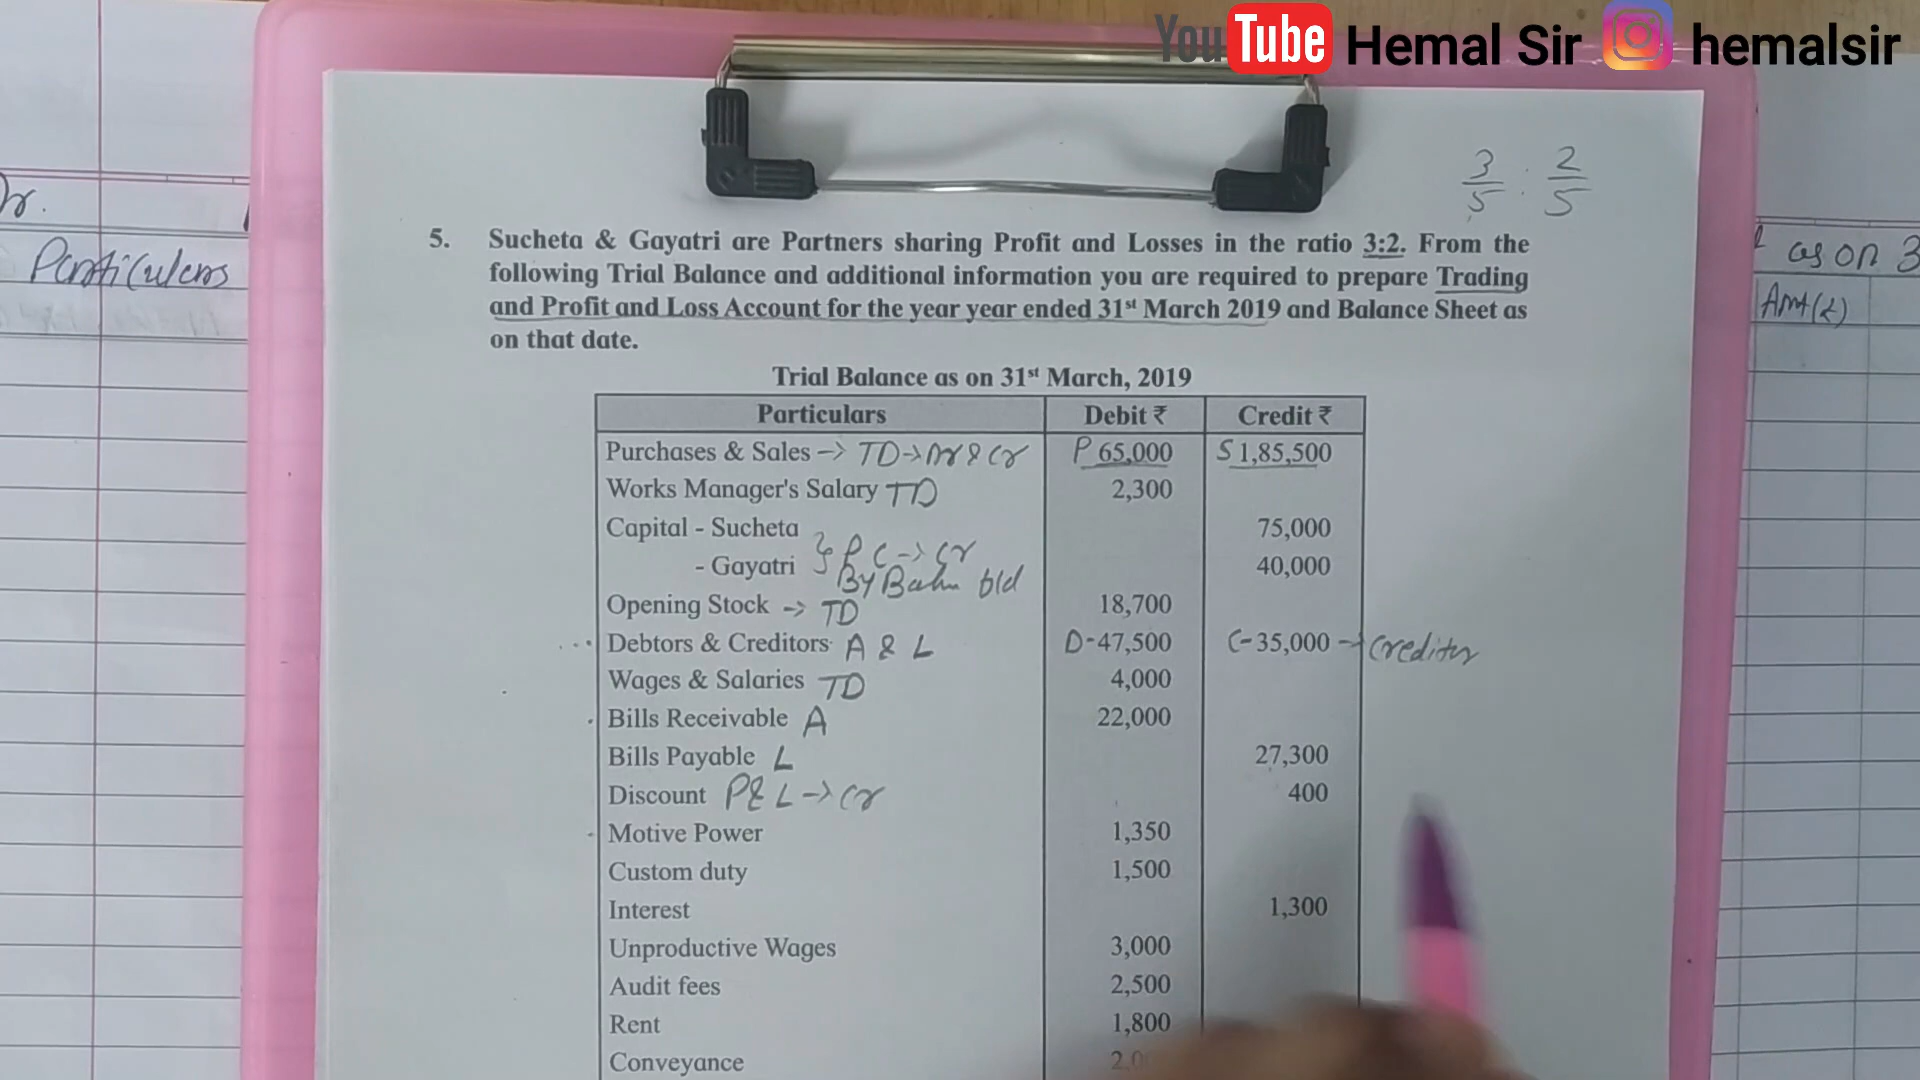 YouTube Hemal Sir hemalsir
3/5 : 2/5
5. Sucheta & Gayatri are Partners sharing Profit and Losses in the ratio 3:2. From the
following Trial Balance and additional information you are required to prepare Trading
and Profit and Loss Account for the year year ended 31st March 2019 and Balance Sheet as
on that date.
Trial Balance as on 31st March, 2019
Particulars Debit ₹ Credit ₹
Purchases & Sales -> TD -> Dr & Cr P 65,000 S 1,85,500
Works Manager's Salary TD 2,300
Capital - Sucheta 75,000
- Gayatri } P C -> Cr 40,000
By Baln b/d
Opening Stock -> TD 18,700
Debtors & Creditors A & L D-47,500 C-35,000 -> Creditor
Wages & Salaries TD 4,000
Bills Receivable A 22,000
Bills Payable L 27,300
Discount P & L -> Cr 400
Motive Power 1,350
Custom duty 1,500
Interest 1,300
Unproductive Wages 3,000
Audit fees 2,500
Rent 1,800
Conveyance 2,0
Dr.
Particulars
as on 3
Amt(₹)